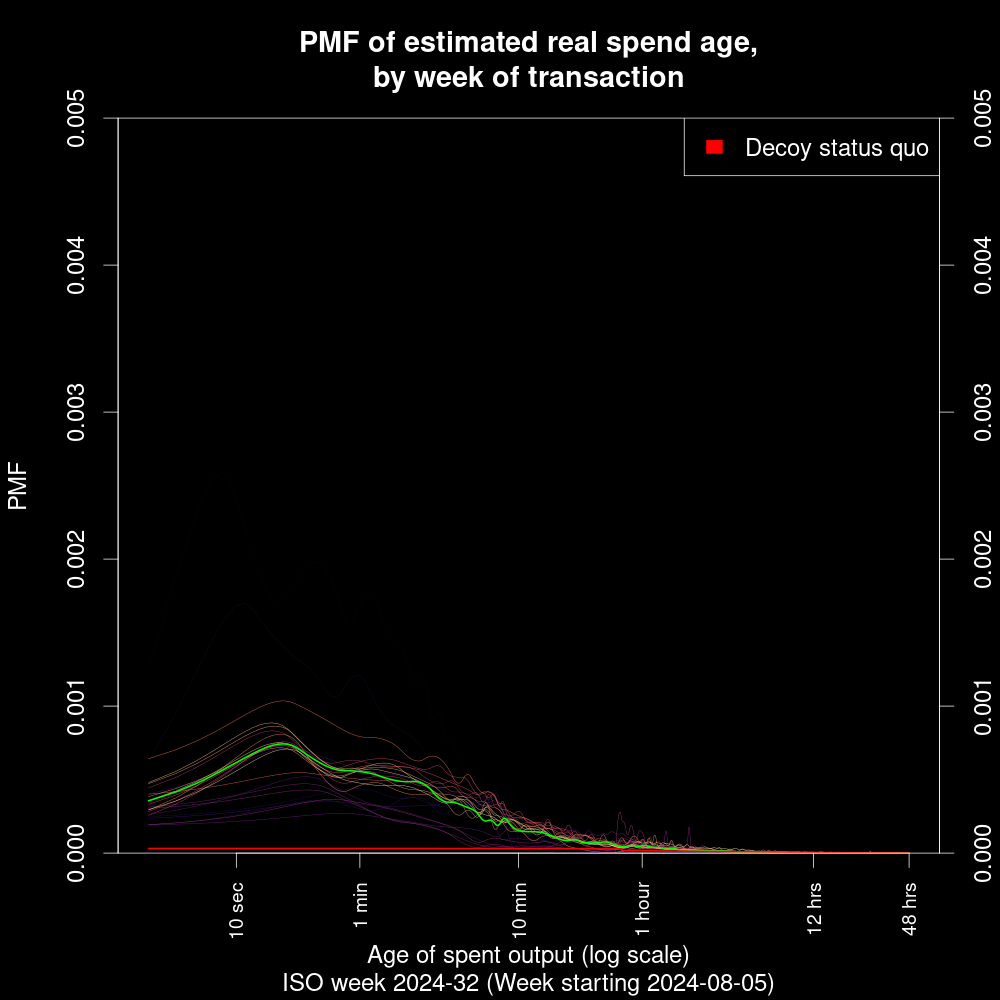 PMF of estimated real spend age,
by week of transaction
Decoy status quo
PMF
0.000
0.001
0.002
0.003
0.004
0.005
0.000
0.001
0.002
0.003
0.004
0.005
10 sec
1 min
10 min
1 hour
12 hrs
48 hrs
Age of spent output (log scale)
ISO week 2024-32 (Week starting 2024-08-05)